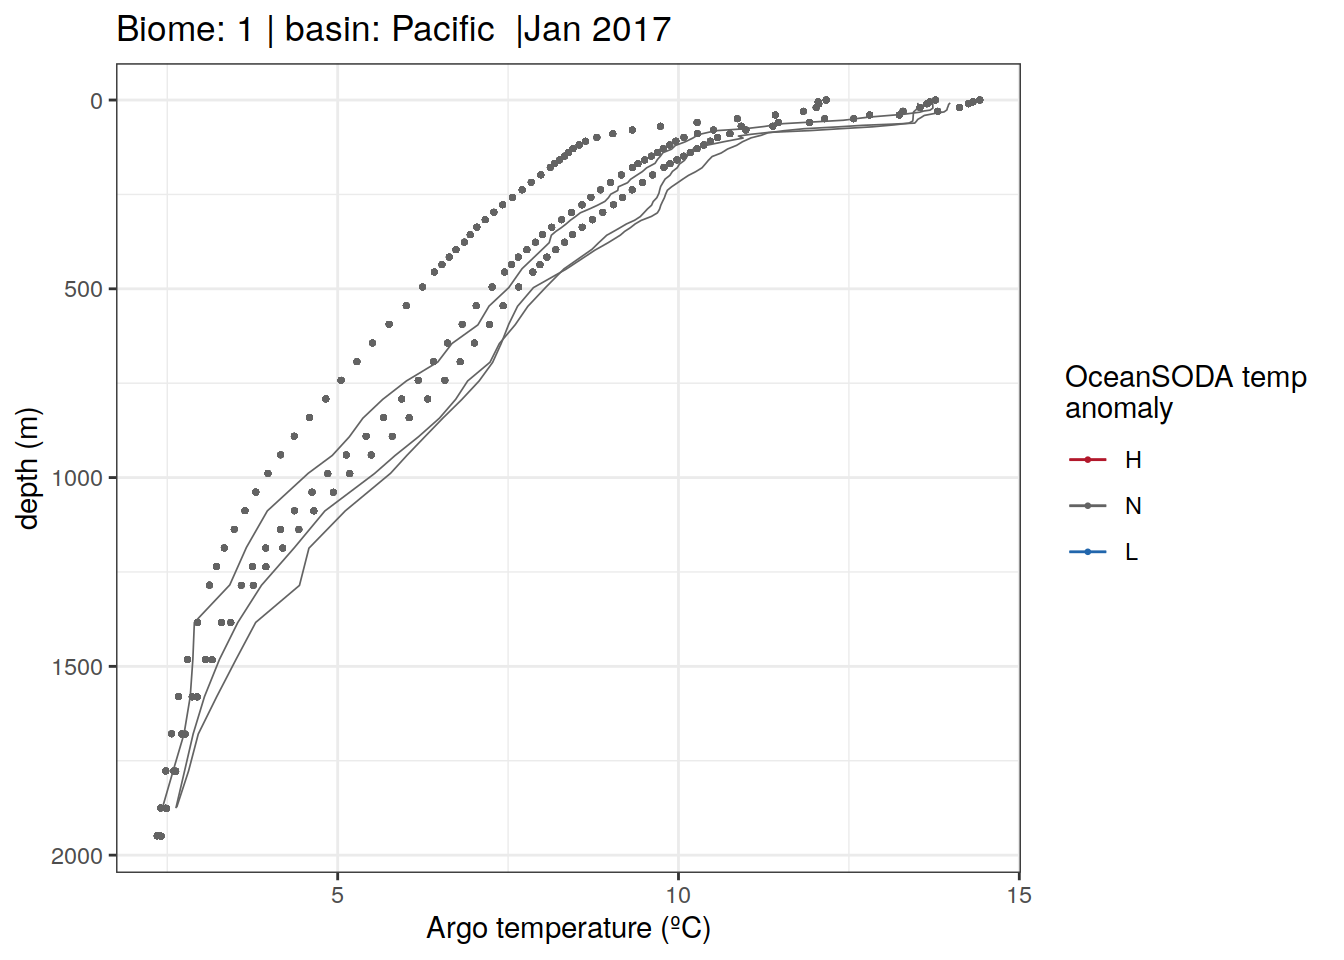 Biome: 1 | basin: Pacific  |Jan 2017
0
500
1000
1500
2000
depth (m)
5
10
15
Argo temperature (ºC)
OceanSODA temp
anomaly
H
N
L